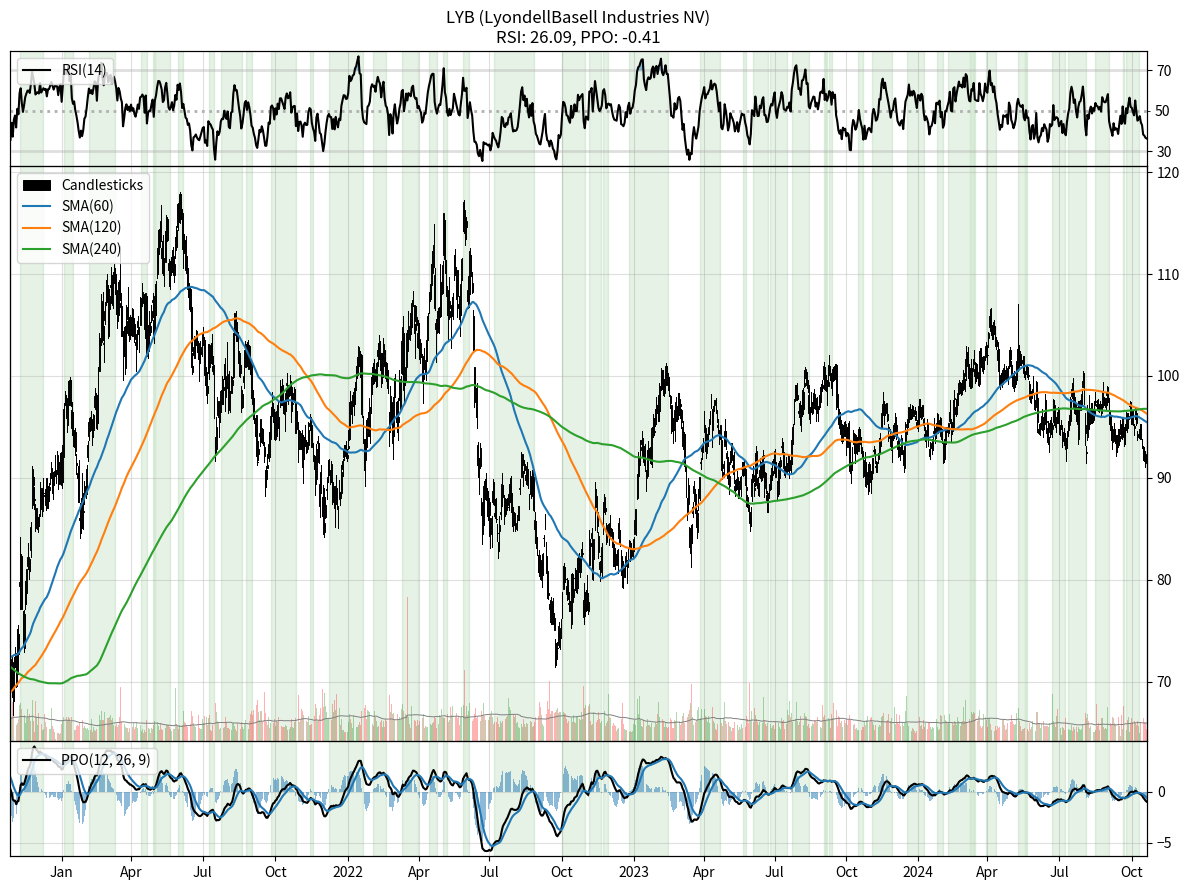 LYB (LyondellBasell Industries NV)
RSI: 26.09, PPO: -0.41
RSI(14)
70
50
30
Candlesticks
SMA(60)
SMA(120)
SMA(240)
120
110
100
90
80
70
PPO(12, 26, 9)
0
−5
Jan Apr Jul Oct 2022 Apr Jul Oct 2023 Apr Jul Oct 2024 Apr Jul Oct